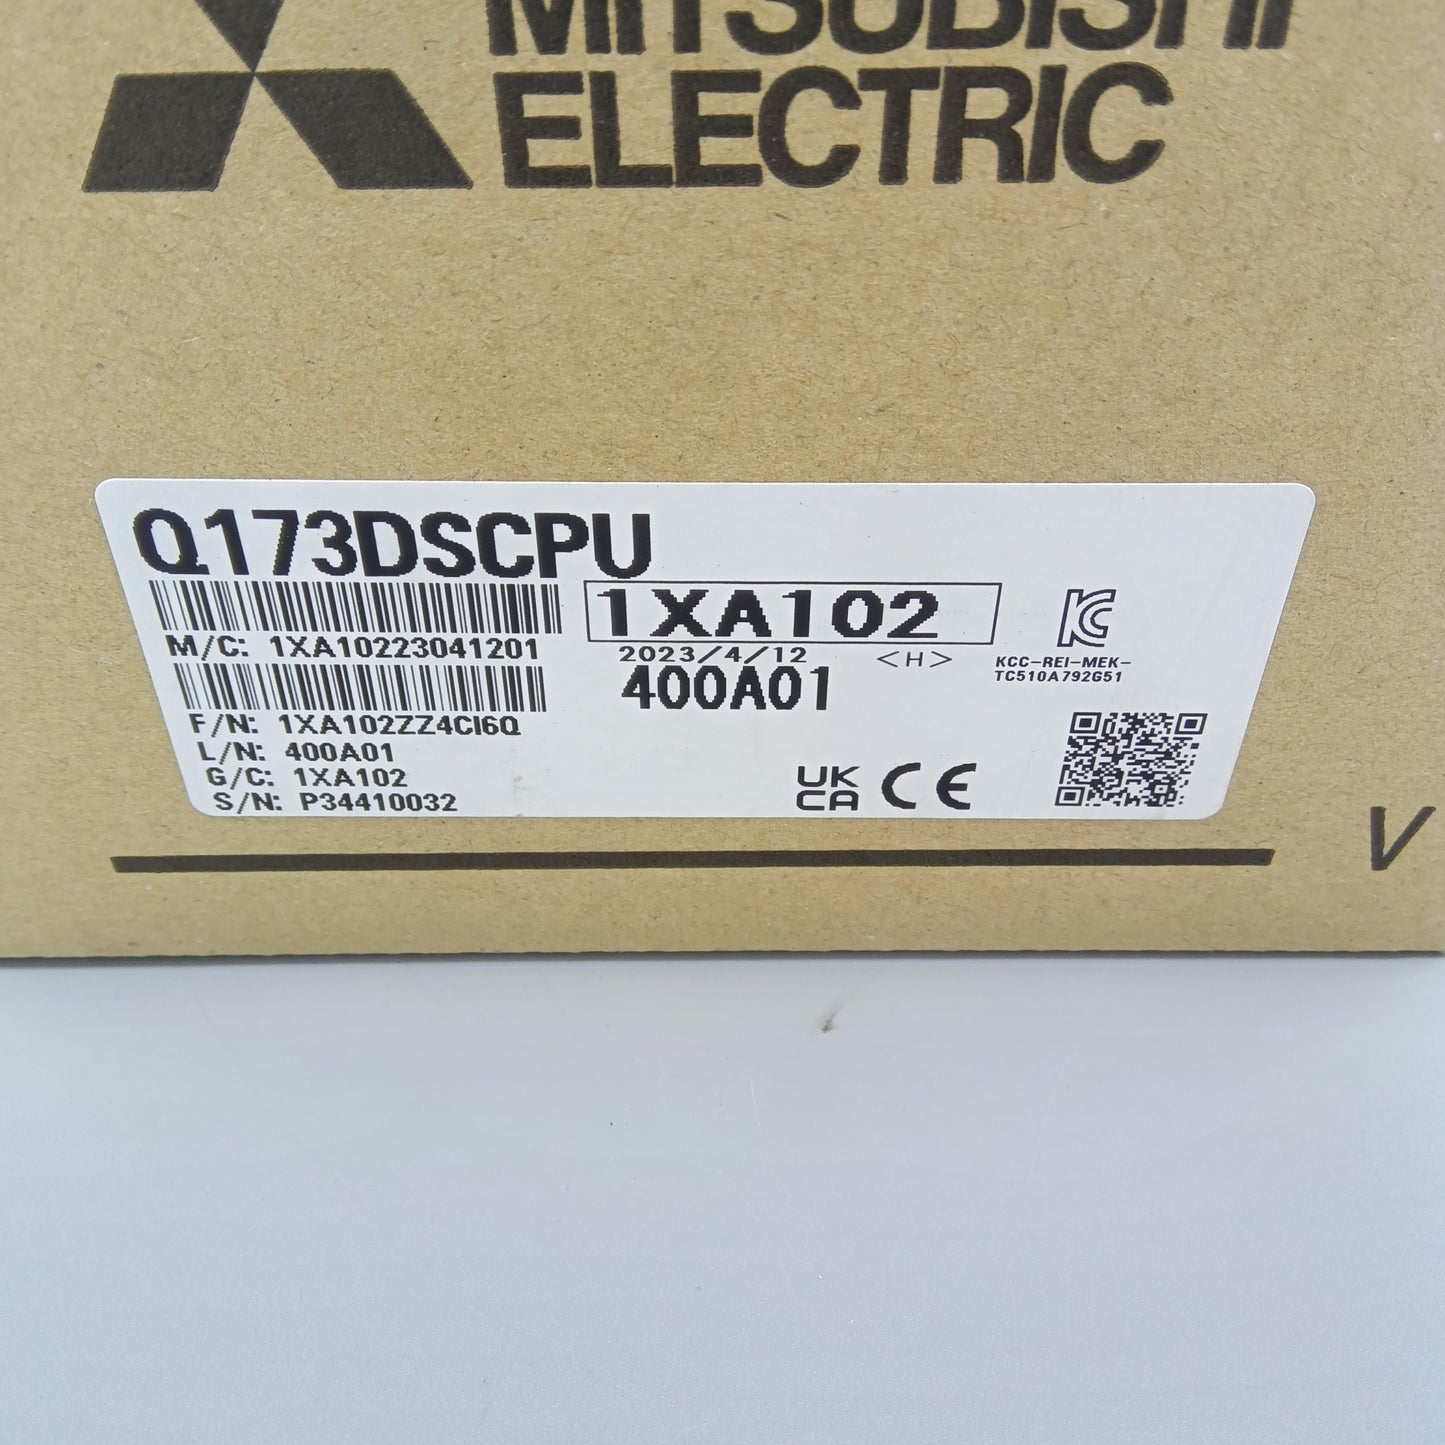 MITSUBISHI
ELECTRIC
Q173DSCPU
1XA102
M/C: 1XA10223041201
2023/4/12 <H>
400A01
KCC-REI-MEK-
TC510A792G51
F/N: 1XA102ZZ4CI6Q
L/N: 400A01
G/C: 1XA102
S/N: P34410032
UK
CA CE
V